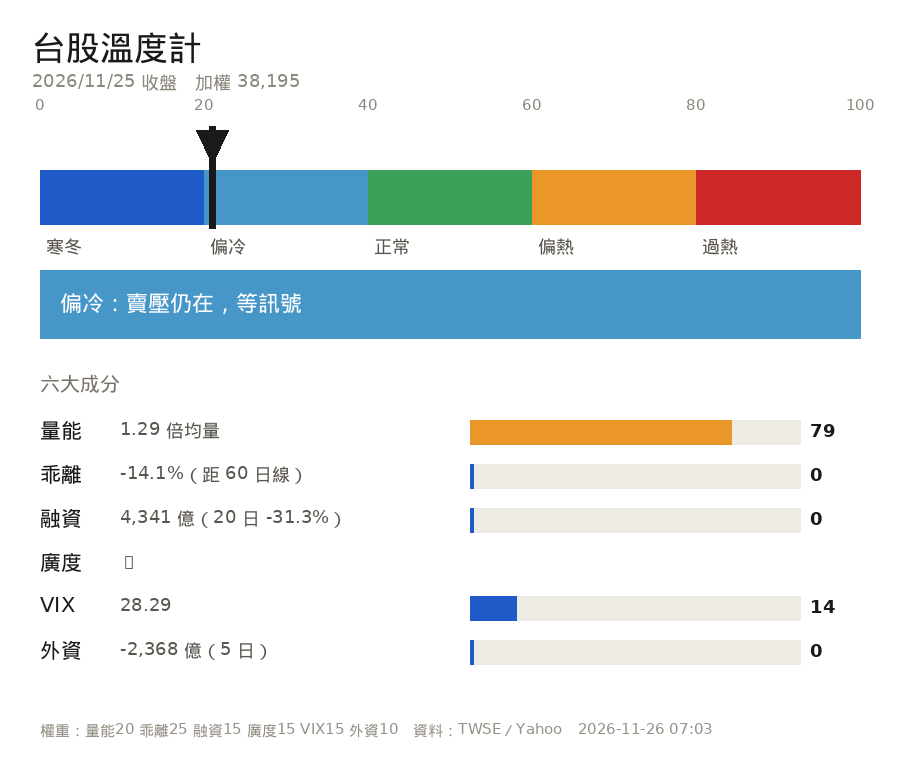 台股溫度計
2026/11/25 收盤 加權 38,195
0 20 40 60 80 100
寒冬 偏冷 正常 偏熱 過熱
偏冷：賣壓仍在，等訊號
六大成分
量能 1.29 倍均量 79
乖離 -14.1%（距 60 日線） 0
融資 4,341 億（20 日 -31.3%） 0
廣度
VIX 28.29 14
外資 -2,368 億（5 日） 0
權重：量能20 乖離25 融資15 廣度15 VIX15 外資10 資料：TWSE／Yahoo 2026-11-26 07:03